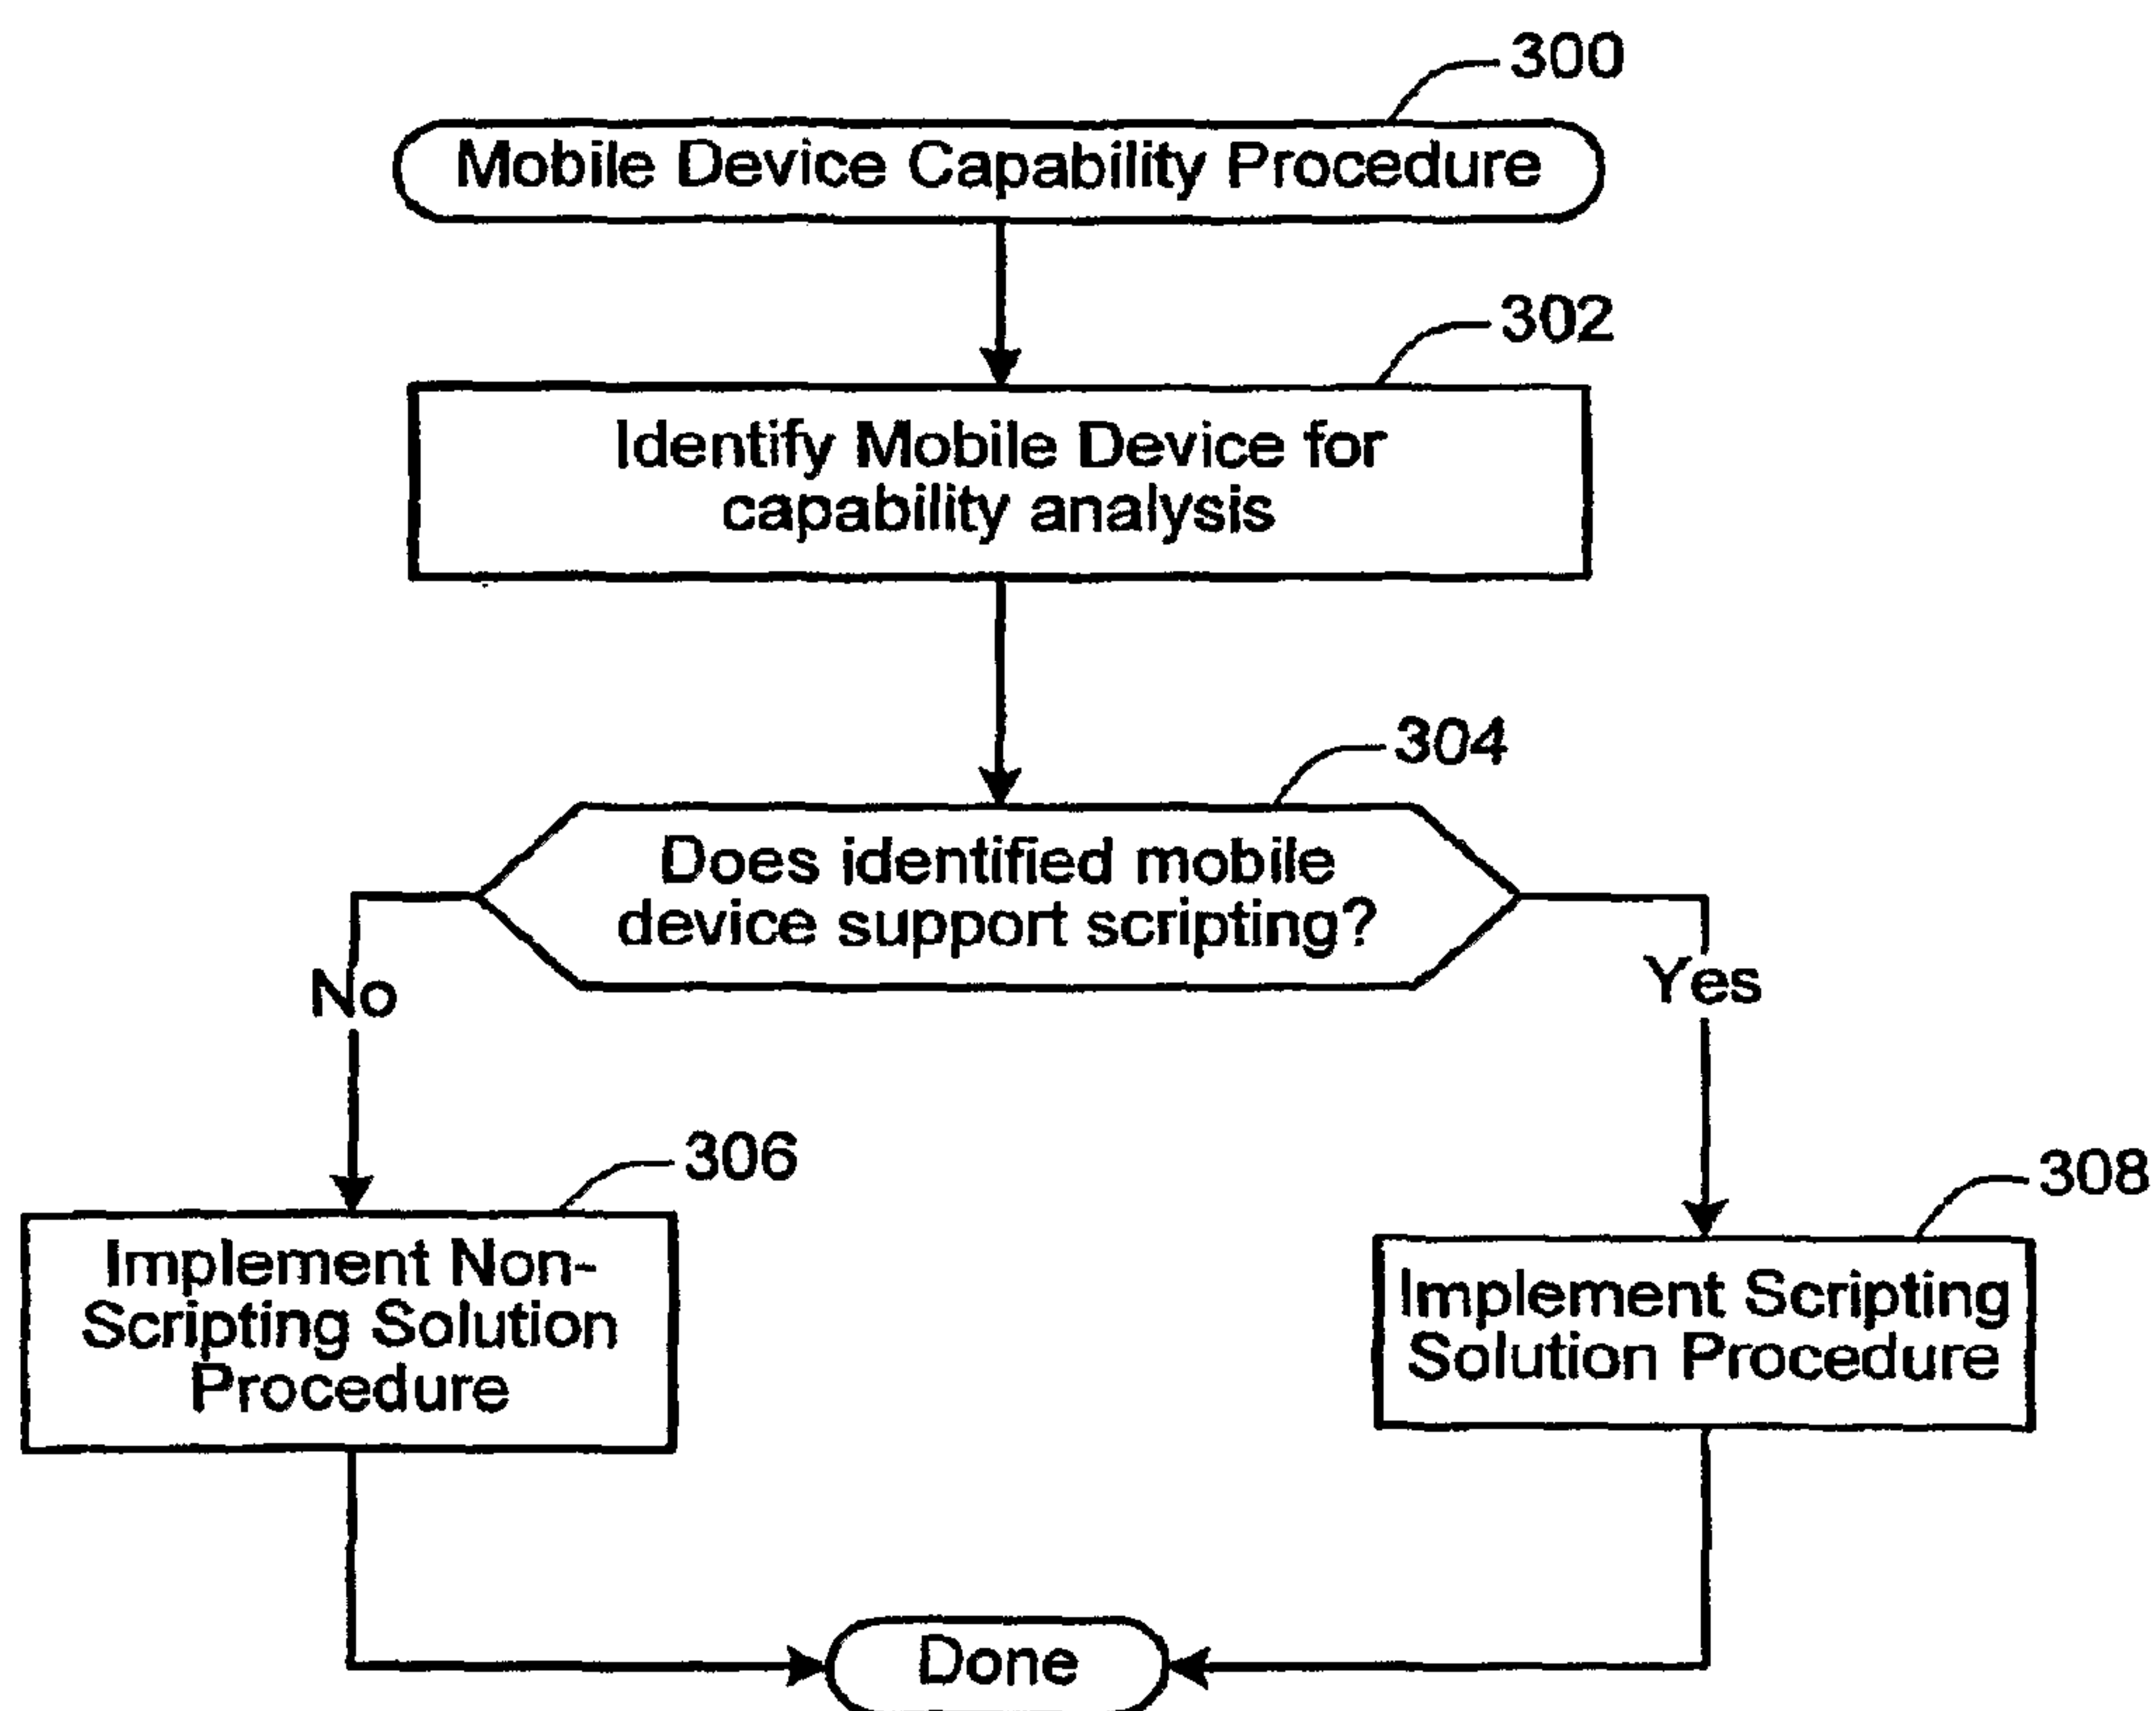 300
Mobile Device Capability Procedure
302
Identify Mobile Device for
capability analysis
304
Does identified mobile
device support scripting?
No
Yes
306
Implement Non-
Scripting Solution
Procedure
308
Implement Scripting
Solution Procedure
Done